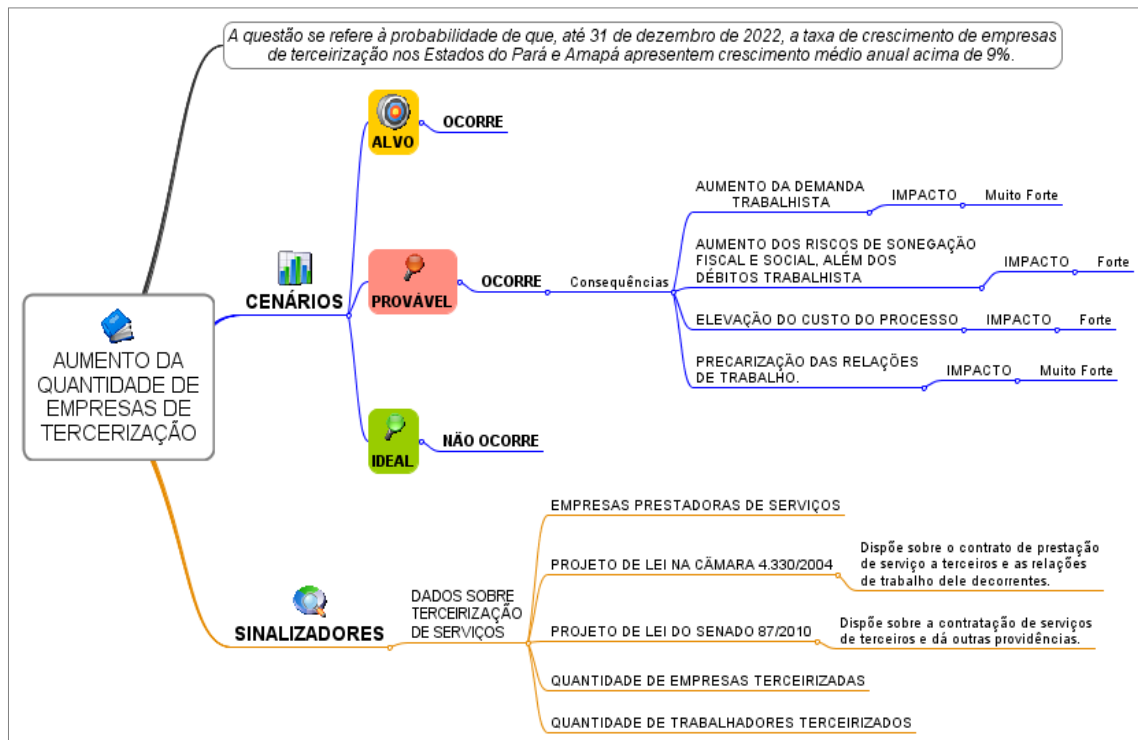 A questão se refere à probabilidade de que, até 31 de dezembro de 2022, a taxa de crescimento de empresas
de terceirização nos Estados do Pará e Amapá apresentem crescimento médio anual acima de 9%.
AUMENTO DA
QUANTIDADE DE
EMPRESAS DE
TERCERIZAÇÃO
CENÁRIOS
ALVO
OCORRE
PROVÁVEL
OCORRE
Consequências
AUMENTO DA DEMANDA
TRABALHISTA
IMPACTO
Muito Forte
AUMENTO DOS RISCOS DE SONEGAÇÃO
FISCAL E SOCIAL, ALÉM DOS
DÉBITOS TRABALHISTA
IMPACTO
Forte
ELEVAÇÃO DO CUSTO DO PROCESSO
IMPACTO
Forte
PRECARIZAÇÃO DAS RELAÇÕES
DE TRABALHO.
IMPACTO
Muito Forte
IDEAL
NÃO OCORRE
SINALIZADORES
DADOS SOBRE
TERCEIRIZAÇÃO
DE SERVIÇOS
EMPRESAS PRESTADORAS DE SERVIÇOS
PROJETO DE LEI NA CÂMARA 4.330/2004
Dispõe sobre o contrato de prestação
de serviço a terceiros e as relações
de trabalho dele decorrentes.
PROJETO DE LEI DO SENADO 87/2010
Dispõe sobre a contratação de serviços
de terceiros e dá outras providências.
QUANTIDADE DE EMPRESAS TERCEIRIZADAS
QUANTIDADE DE TRABALHADORES TERCEIRIZADOS